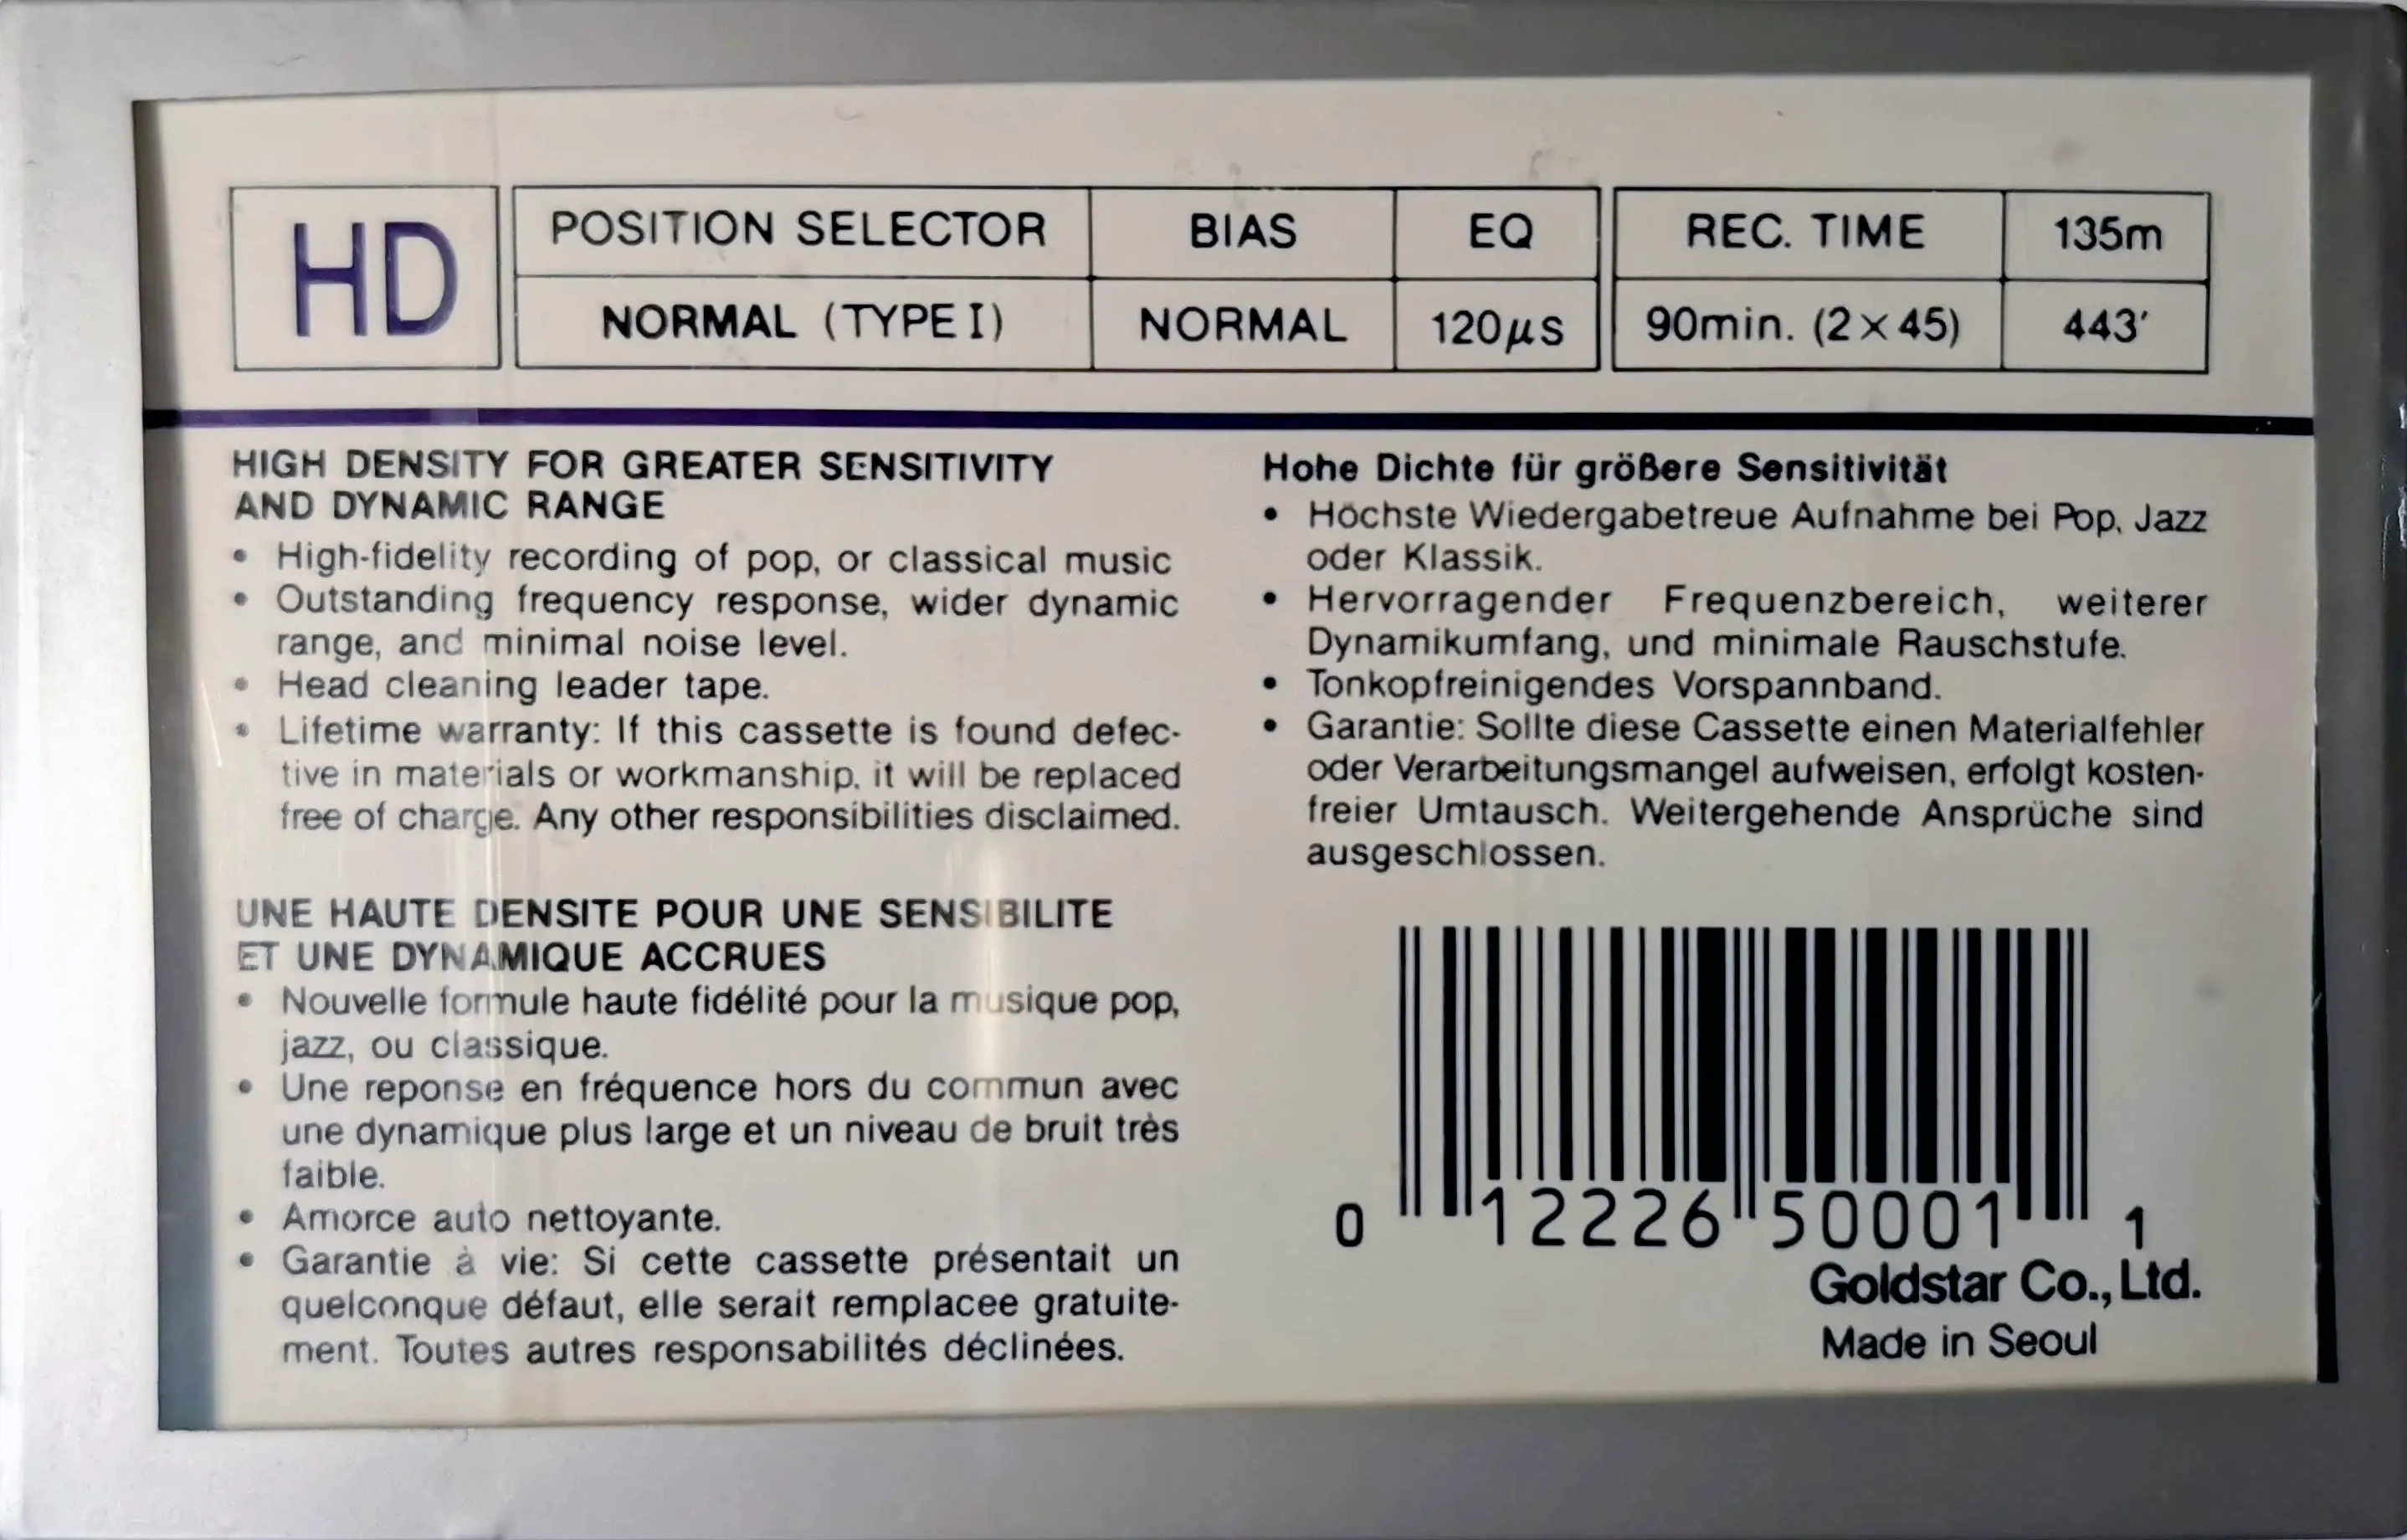 HD
POSITION SELECTOR BIAS EQ REC. TIME 135m
NORMAL (TYPE I) NORMAL 120μs 90min. (2×45) 443′
HIGH DENSITY FOR GREATER SENSITIVITY
AND DYNAMIC RANGE
• High-fidelity recording of pop, or classical music
• Outstanding frequency response, wider dynamic
range, and minimal noise level.
• Head cleaning leader tape.
• Lifetime warranty: If this cassette is found defec-
tive in materials or workmanship, it will be replaced
free of charge. Any other responsibilities disclaimed.
UNE HAUTE DENSITE POUR UNE SENSIBILITE
ET UNE DYNAMIQUE ACCRUES
• Nouvelle formule haute fidélité pour la musique pop,
jazz, ou classique.
• Une reponse en fréquence hors du commun avec
une dynamique plus large et un niveau de bruit très
faible.
• Amorce auto nettoyante.
• Garantie à vie: Si cette cassette présentait un
quelconque défaut, elle serait remplacee gratuite-
ment. Toutes autres responsabilités déclinées.
Hohe Dichte für größere Sensitivität
• Höchste Wiedergabetreue Aufnahme bei Pop, Jazz
oder Klassik.
• Hervorragender Frequenzbereich, weiterer
Dynamikumfang, und minimale Rauschstufe.
• Tonkopfreinigendes Vorspannband.
• Garantie: Sollte diese Cassette einen Materialfehler
oder Verarbeitungsmangel aufweisen, erfolgt kosten-
freier Umtausch. Weitergehende Ansprüche sind
ausgeschlossen.
0 12226 50001 1
Goldstar Co., Ltd.
Made in Seoul